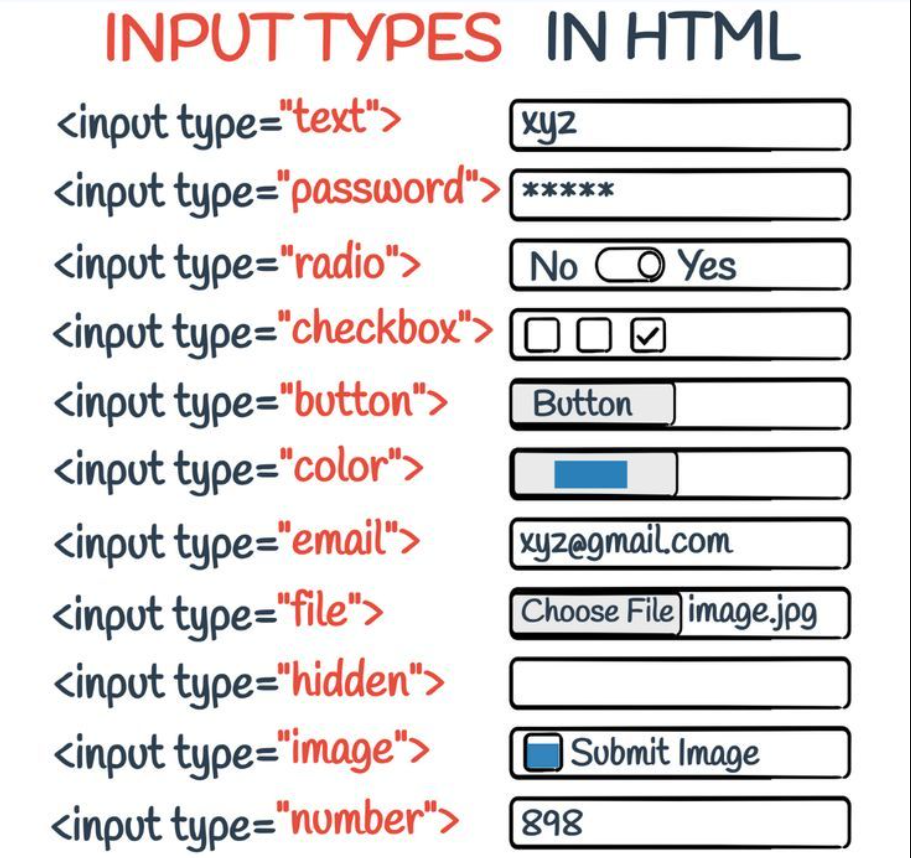 INPUT TYPES IN HTML
<input type="text"> xyz
<input type="password"> *****
<input type="radio"> No Yes
<input type="checkbox">
<input type="button"> Button
<input type="color">
<input type="email"> xyz@gmail.com
<input type="file"> Choose File image.jpg
<input type="hidden">
<input type="image"> Submit Image
<input type="number"> 898